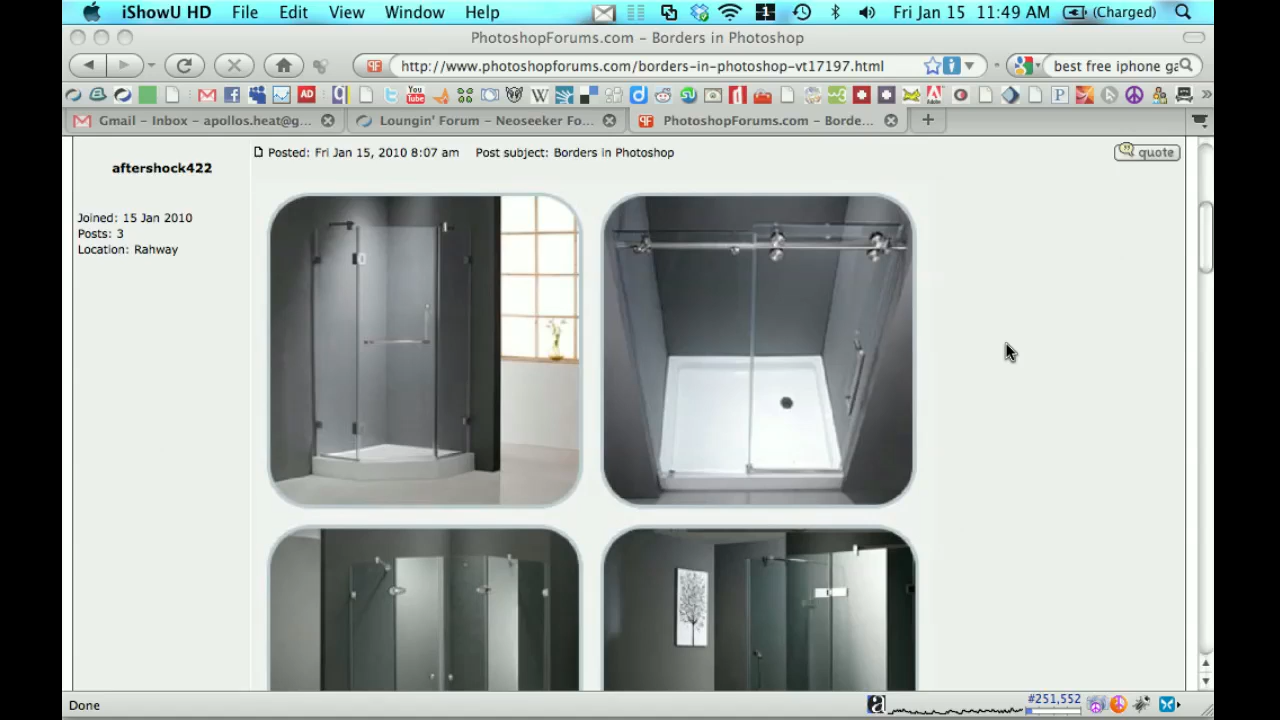 iShowU HD File Edit View Window Help 1 Fri Jan 15 11:49 AM (Charged)
PhotoshopForums.com – Borders in Photoshop
http://www.photoshopforums.com/borders-in-photoshop-vt17197.html best free iphone ga
Gmail – Inbox – apollos.heat@g... Loungin' Forum – Neoseeker Fo... PhotoshopForums.com – Borde...
aftershock422 Posted: Fri Jan 15, 2010 8:07 am Post subject: Borders in Photoshop quote
Joined: 15 Jan 2010
Posts: 3
Location: Rahway
Done #251,552